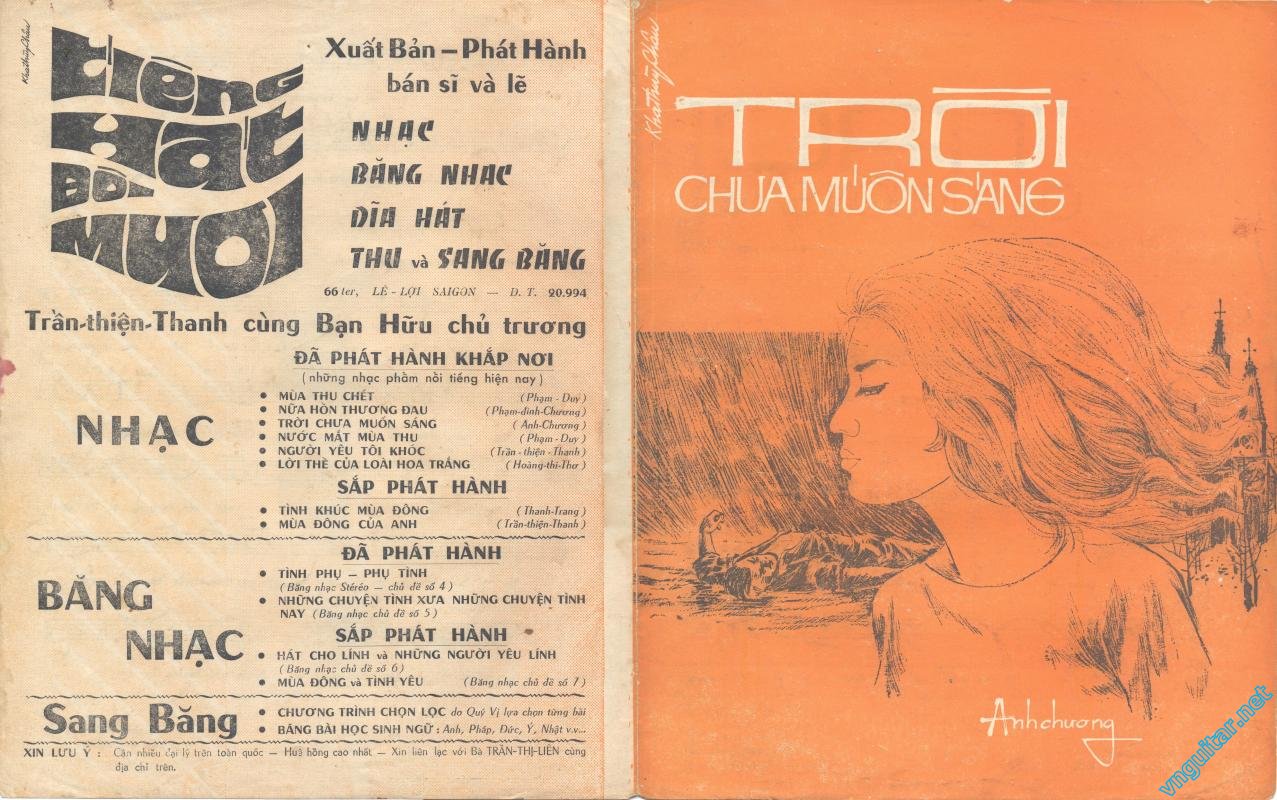 KhaThùyChâu
Tiếng
Hát
Đôi
Mươi
Xuất Bản – Phát Hành
bán sĩ và lẽ
NHẠC
BĂNG NHẠC
DĨA HÁT
THU và SANG BĂNG
66 ter, LÊ - LỢI SAIGON — D. T. 20.994
Trần-thiện-Thanh cùng Bạn Hữu chủ trương
ĐÃ PHÁT HÀNH KHẮP NƠI
(những nhạc phầm nồi tiếng hiện nay)
NHẠC
• MÙA THU CHẾT (Phạm - Duy)
• NỮA HỒN THƯƠNG ĐAU (Phạm-đình-Chương)
• TRỜI CHƯA MUỐN SÁNG (Anh-Chương)
• NƯỚC MẮT MÙA THU (Phạm - Duy)
• NGƯỜI YÊU TÔI KHÓC (Trần - thiện - Thanh)
• LỜI THỀ CỦA LOÀI HOA TRẮNG (Hoàng-thi-Thơ)
SẮP PHÁT HÀNH
• TÌNH KHÚC MÙA ĐÔNG (Thanh-Trang)
• MÙA ĐÔNG CỦA ANH (Trần-thiện-Thanh)
BĂNG
NHẠC
ĐÃ PHÁT HÀNH
• TÌNH PHỤ – PHỤ TÌNH
(Băng nhạc Stéréo — chủ đề số 4)
• NHỮNG CHUYỆN TÌNH XƯA NHỮNG CHUYỆN TÌNH
NAY (Băng nhạc chủ đề số 5)
SẮP PHÁT HÀNH
• HÁT CHO LÍNH và NHỮNG NGƯỜI YÊU LÍNH
(Băng nhạc chủ đề số 6)
• MÙA ĐÔNG và TÌNH YÊU (Băng nhạc chủ đề số 7)
Sang Băng
• CHƯƠNG TRÌNH CHỌN LỌC do Quý Vị lựa chọn từng bài
• BĂNG BÀI HỌC SINH NGỮ : Anh, Pháp, Đức, Ý, Nhật v.v...
XIN LƯU Ý : Cần nhiều đại lý trên toàn quốc — Huê hồng cao nhất — Xin liên lạc với Bà TRẦN-THỊ-LIÊN cùng
địa chỉ trên.
KhaThùyChâu
TRỜI
CHƯA MUỐN SÁNG
Anhchương
vnguitar.net